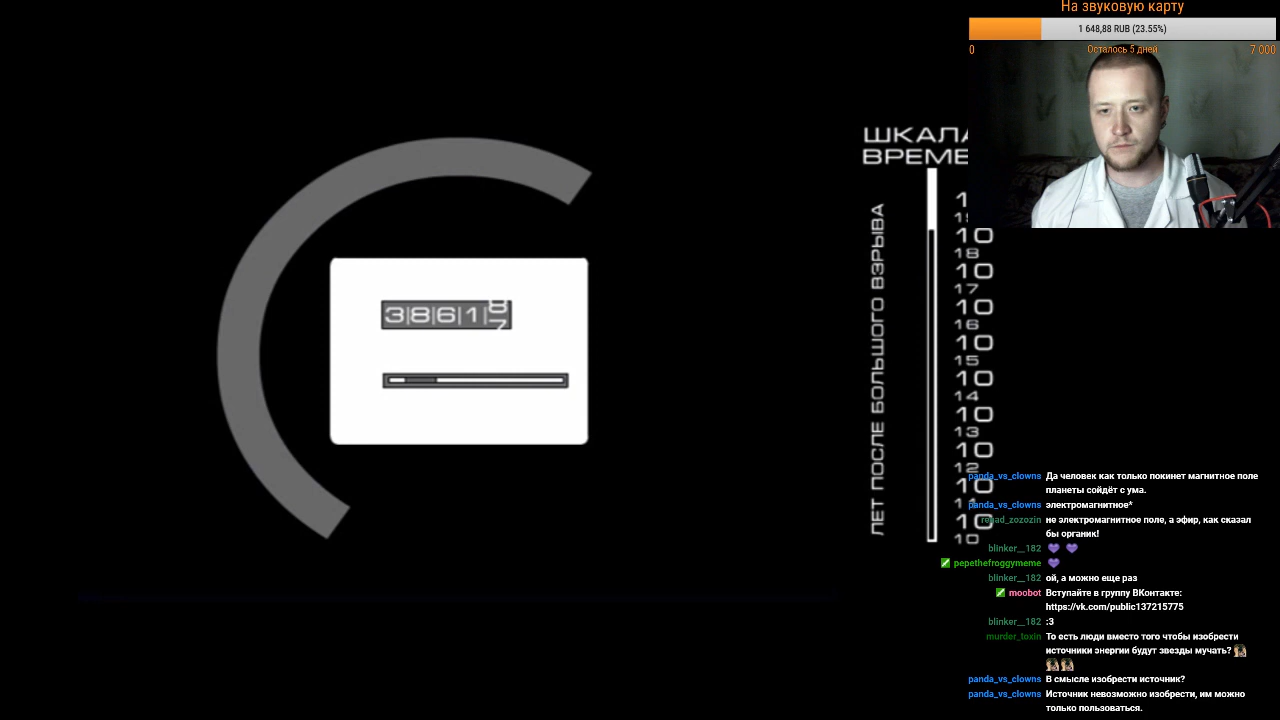 На звуковую карту
1 648,88 RUB (23.55%)
0 Осталось 5 дней 7 000
ШКАЛА
ВРЕМЕ
ЛЕТ ПОСЛЕ БОЛЬШОГО ВЗРЫВА
3861
10
18
10
17
10
16
10
15
10
14
10
13
10
12
10
11
10
10
panda_vs_clowns Да человек как только покинет магнитное поле
планеты сойдёт с ума.
panda_vs_clowns электромагнитное*
не электромагнитное поле, а эфир, как сказал
бы органик!
blinker__182
pepethefroggymeme
blinker__182 ой, а можно еще раз
moobot Вступайте в группу ВКонтакте:
https://vk.com/public137215775
blinker__182 :3
murder_toxin То есть люди вместо того чтобы изобрести
источники энергии будут звезды мучать?
panda_vs_clowns В смысле изобрести источник?
panda_vs_clowns Источник невозможно изобрести, им можно
только пользоваться.